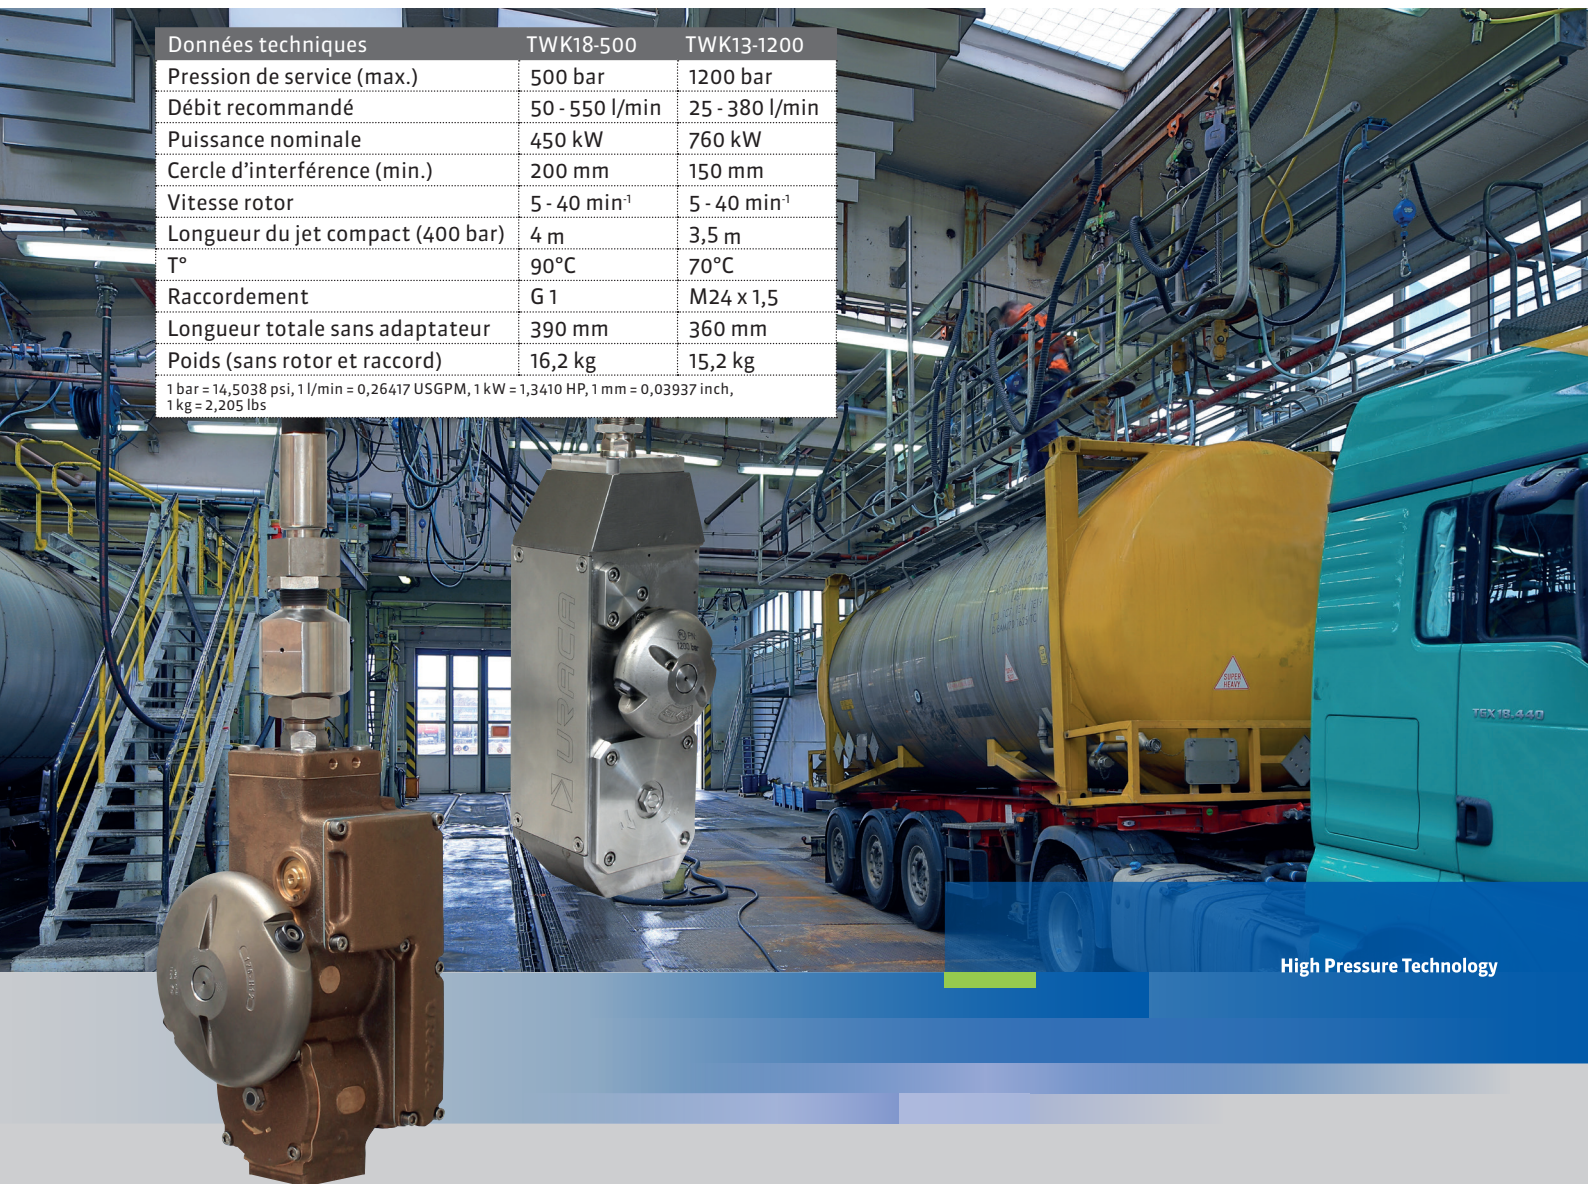 Données techniques TWK18-500 TWK13-1200
Pression de service (max.) 500 bar 1200 bar
Débit recommandé 50 - 550 l/min 25 - 380 l/min
Puissance nominale 450 kW 760 kW
Cercle d’interférence (min.) 200 mm 150 mm
Vitesse rotor 5 - 40 min⁻¹ 5 - 40 min⁻¹
Longueur du jet compact (400 bar) 4 m 3,5 m
T° 90°C 70°C
Raccordement G 1 M24 x 1,5
Longueur totale sans adaptateur 390 mm 360 mm
Poids (sans rotor et raccord) 16,2 kg 15,2 kg
1 bar = 14,5038 psi, 1 l/min = 0,26417 USGPM, 1 kW = 1,3410 HP, 1 mm = 0,03937 inch,
1 kg = 2,205 lbs
URACA
1200 bar
SUPER
HEAVY
TGX 18.440
High Pressure Technology
URACA